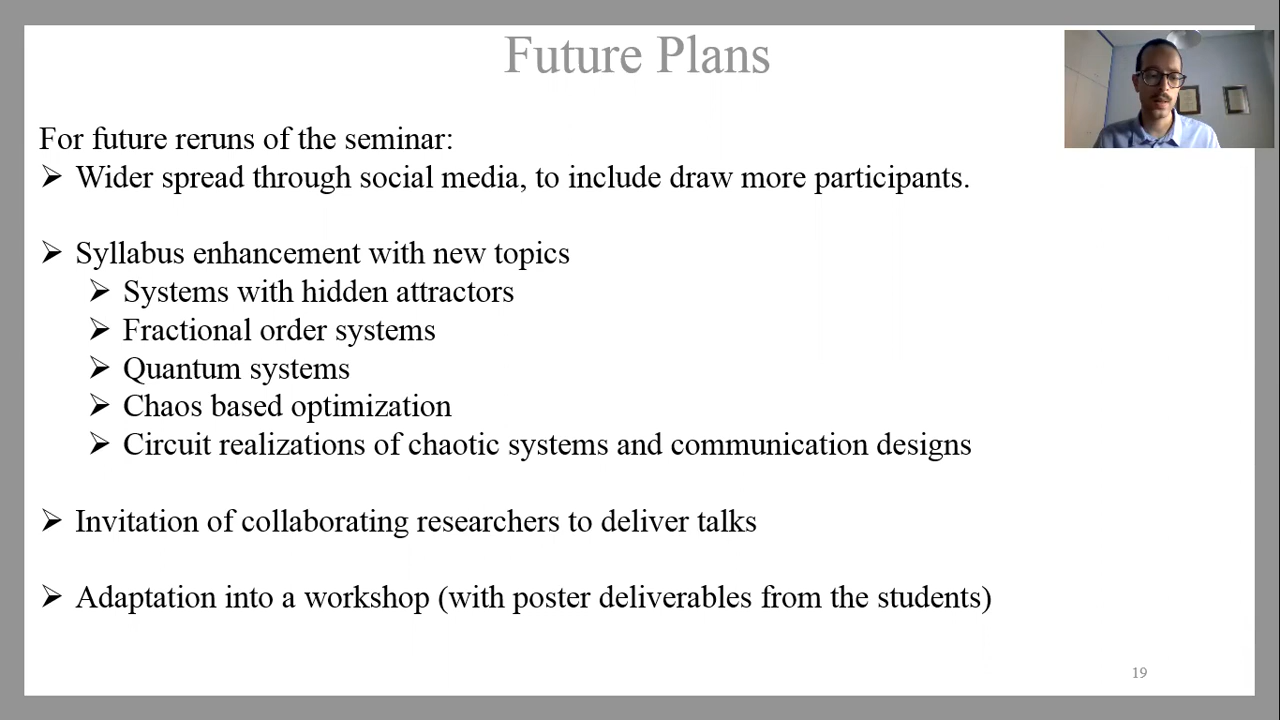 Future Plans
For future reruns of the seminar:
➢ Wider spread through social media, to include draw more participants.
➢ Syllabus enhancement with new topics
➢ Systems with hidden attractors
➢ Fractional order systems
➢ Quantum systems
➢ Chaos based optimization
➢ Circuit realizations of chaotic systems and communication designs
➢ Invitation of collaborating researchers to deliver talks
➢ Adaptation into a workshop (with poster deliverables from the students)
19